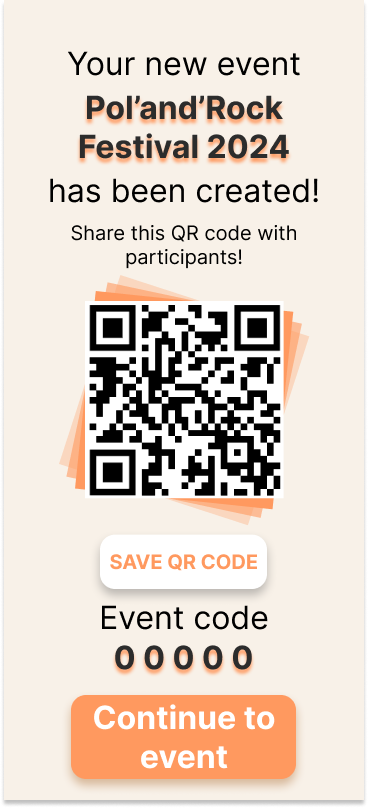 Your new event
Pol’and’Rock
Festival 2024
has been created!
Share this QR code with
participants!
SAVE QR CODE
Event code
0 0 0 0 0
Continue to
event